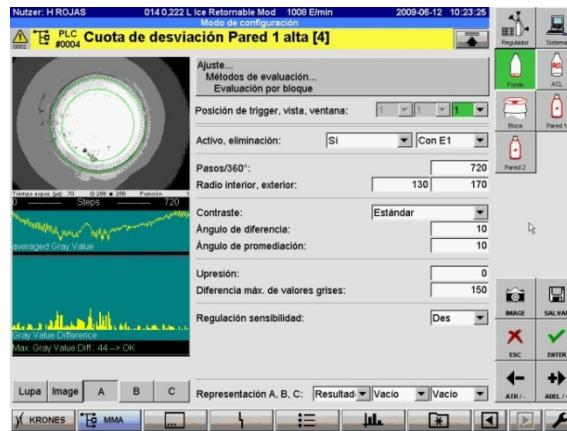 Nutzer: H ROJAS 014 0,222 L Ice Retornable Mod 1008 E/min 2009-06-12 10:23:25
Modo de configuración
0002 PLC #0004 Cuota de desviación Pared 1 alta [4]
Regulador Sistema
Ajuste...
Métodos de evaluación...
Evaluación por bloque
Fondo ACL
Posición de trigger, vista, ventana: 1 1 1
Boca Pared 1
Activo, eliminación: Sí Con E1
Pared 2
Pasos/360°: 720
Radio interior, exterior: 130 170
Tiempo expos. [µs]: 70 O 256 256 Posición 1
0 Steps 720
Contraste: Estándar
Ángulo de diferencia: 10
Ángulo de promediación: 10
averaged Gray Value
Upresión: 0
Diferencia máx. de valores grises: 150
Regulación sensibilidad: Des
IMAGE SALVAR
Gray Value Difference
Max. Gray Value Diff.: 44 --> OK
ESC ENTER
Lupa Image A B C
Representación A, B, C: Resultad Vacío Vacío
ATR / - ADEL / +
KRONES MMA ...